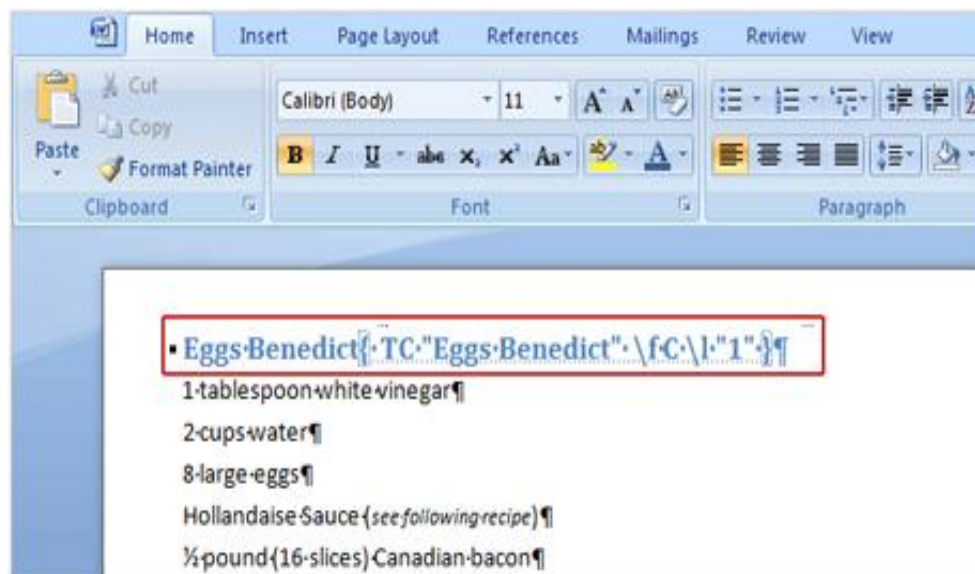 Home Insert Page Layout References Mailings Review View
Cut
Calibri (Body) 11 A A
Copy
Paste
Format Painter
B I U abc x₂ x² Aa ab A
Clipboard Font Paragraph
Eggs·Benedict{·TC·"Eggs·Benedict"·\f·C·\l·"1"·}¶
1·tablespoon·white·vinegar¶
2·cups·water¶
8·large·eggs¶
Hollandaise·Sauce·(see·following·recipe)¶
½·pound·(16·slices)·Canadian·bacon¶